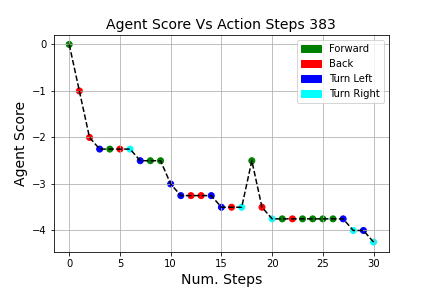 Agent Score Vs Action Steps 383
Forward
Back
Turn Left
Turn Right
Agent Score
0
−1
−2
−3
−4
0 5 10 15 20 25 30
Num. Steps